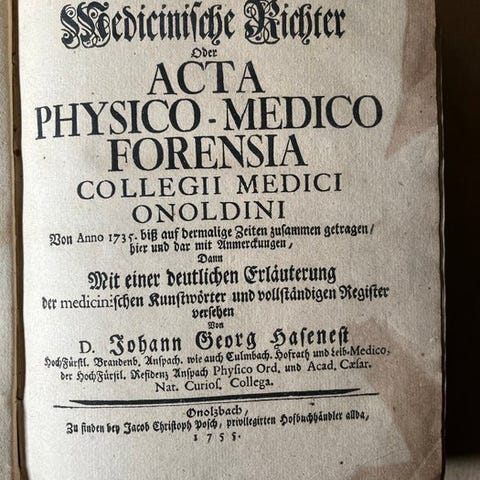 Medicinische Richter
Oder
ACTA
PHYSICO-MEDICO
FORENSIA
COLLEGII MEDICI
ONOLDINI
Von Anno 1735. biß auf dermalige Zeiten zusammen getragen/
hier und dar mit Anmerckungen,
Dann
Mit einer deutlichen Erläuterung
der medicin:schen Kunstwörter und vollständigen Register
versehen
Von
D. Johann Georg Hasenest
HochFürstl. Brandenb. Anspach. wie auch Culmbach. Hofrath und Leib-Medico,
der HochFürstl. Residenz Anspach Physico Ord, und Acad, Cæsar.
Nat. Curios, Collega.
Onolzbach,
Zu finden bey Jacob Christoph Posch, privilegirten Hofbuchhändler allda,
1755.